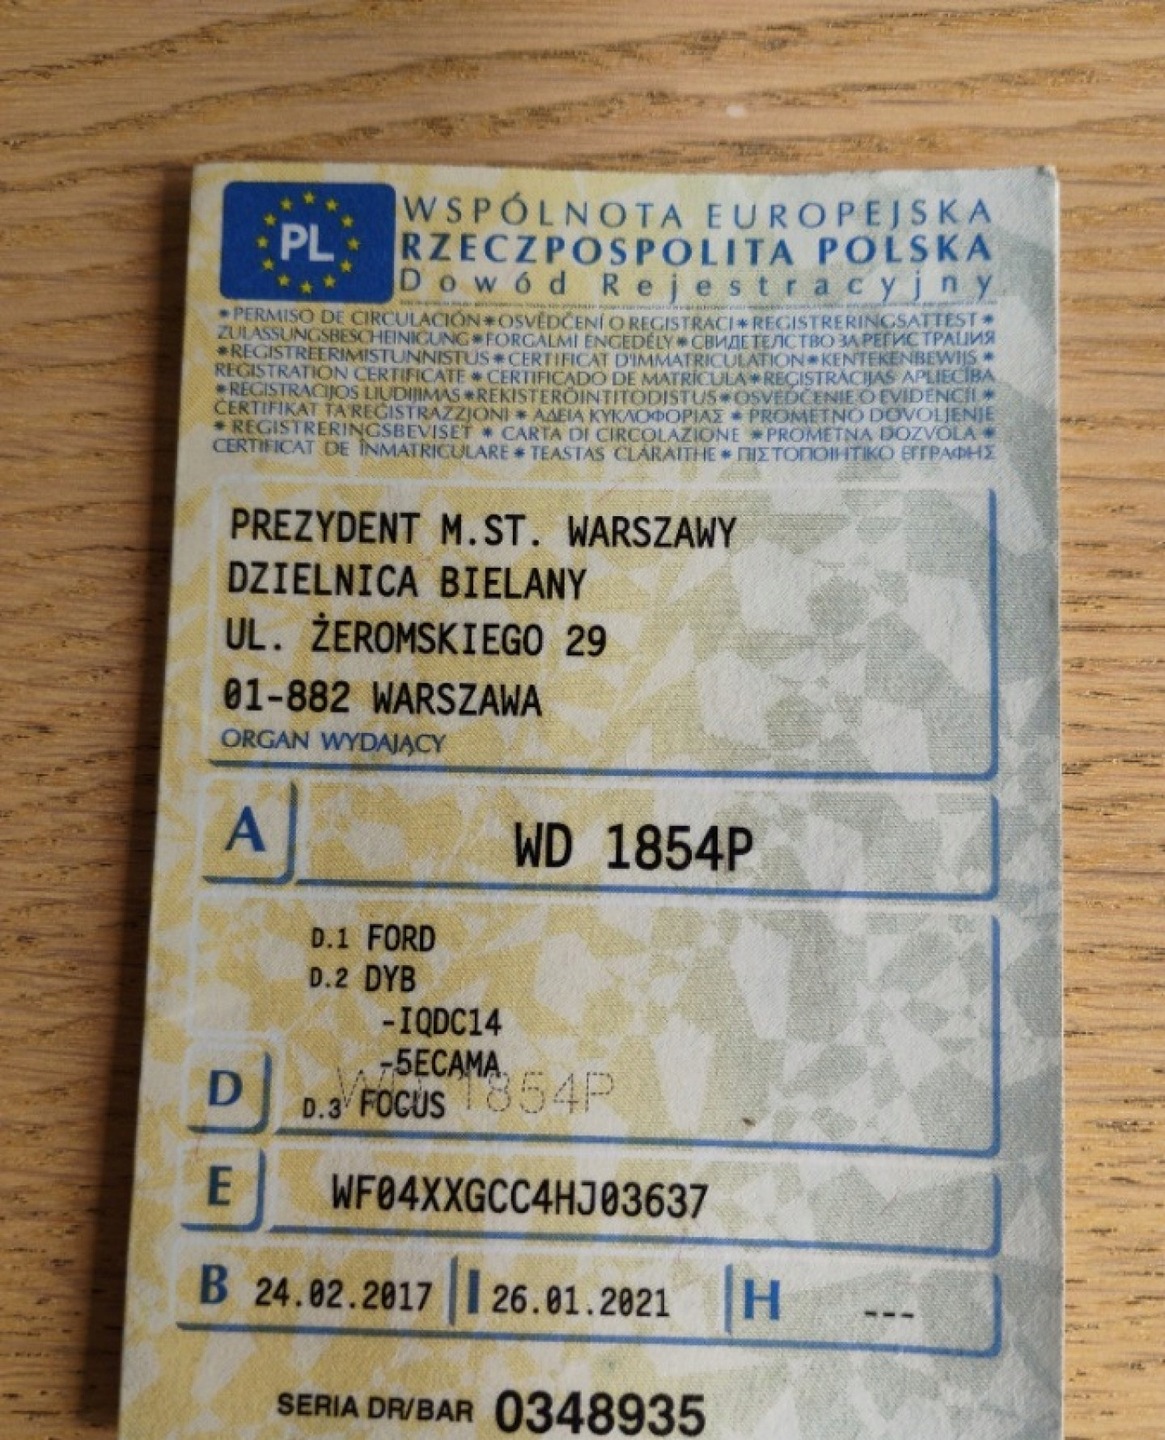 PL
WSPÓLNOTA EUROPEJSKA
RZECZPOSPOLITA POLSKA
Dowód Rejestracyjny
*PERMISO DE CIRCULACIÓN*OSVĚDČENÍ O REGISTRACI*REGISTRERINGSATTEST*
ZULASSUNGSBESCHEINIGUNG*FORGALMI ENGEDÉLY*СВИДЕТЕЛСТВО ЗА РЕГИСТРАЦИЯ
*REGISTREERIMISTUNNISTUS*CERTIFICAT D'IMMATRICULATION*KENTEKENBEWIJS*
REGISTRATION CERTIFICATE*CERTIFICADO DE MATRÍCULA*REGISTRĀCIJAS APLIECĪBA
*REGISTRACIJOS LIUDIJIMAS*REKISTERÖINTITODISTUS*OSVEDČENIE O EVIDENCII*
ĊERTIFIKAT TA'REĠISTRAZZJONI*ΑΔΕΙΑ ΚΥΚΛΟΦΟΡΙΑΣ*PROMETNO DOVOLJENJE
*REGISTRERINGSBEVISET*CARTA DI CIRCOLAZIONE*PROMETNA DOZVOLA*
CERTIFICAT DE ÎNMATRICULARE*TEASTAS CLÁRAITHE*ΠΙΣΤΟΠΟΙΗΤΙΚΟ ΕΓΓΡΑΦΗΣ
PREZYDENT M.ST. WARSZAWY
DZIELNICA BIELANY
UL. ŻEROMSKIEGO 29
01-882 WARSZAWA
ORGAN WYDAJĄCY
A WD 1854P
D.1 FORD
D.2 DYB
-IQDC14
-5ECAMA
WD 1854P
D D.3 FOCUS
E WF04XXGCC4HJ03637
B 24.02.2017 I 26.01.2021 H ---
SERIA DR/BAR 0348935